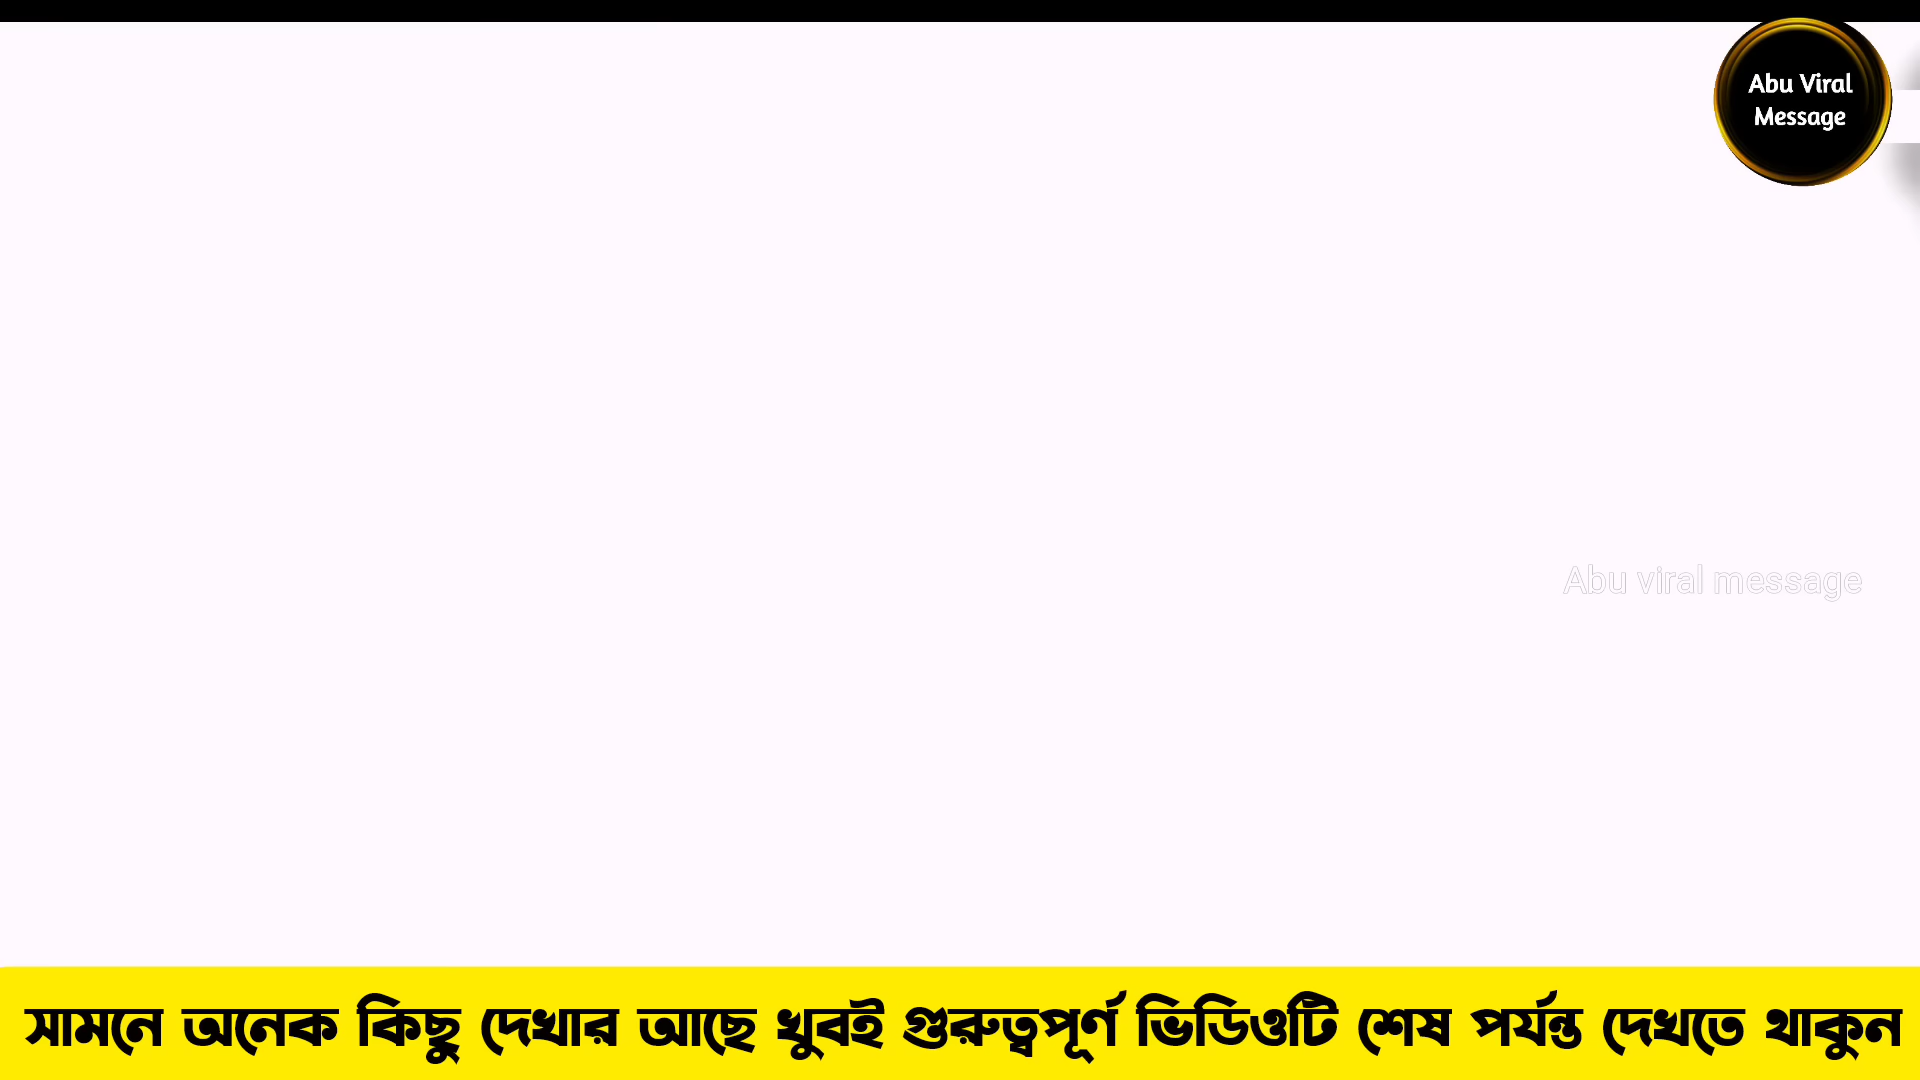 Abu Viral
Message
Abu viral message
সামনে অনেক কিছু দেখার আছে খুবই গুরুত্বপূর্ণ ভিডিওটি শেষ পর্যন্ত দেখতে থাকুন